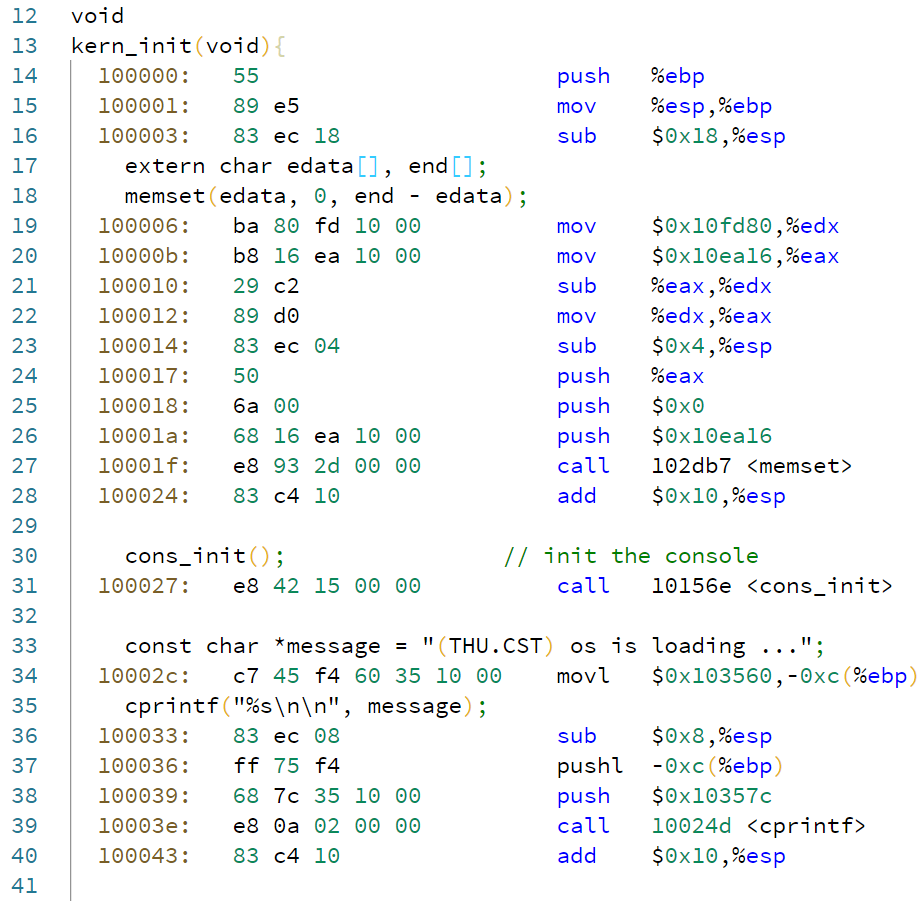 12 void
13 kern_init(void){
14   100000:   55                      push   %ebp
15   100001:   89 e5                   mov    %esp,%ebp
16   100003:   83 ec 18                sub    $0x18,%esp
17     extern char edata[], end[];
18     memset(edata, 0, end - edata);
19   100006:   ba 80 fd 10 00          mov    $0x10fd80,%edx
20   10000b:   b8 16 ea 10 00          mov    $0x10ea16,%eax
21   100010:   29 c2                   sub    %eax,%edx
22   100012:   89 d0                   mov    %edx,%eax
23   100014:   83 ec 04                sub    $0x4,%esp
24   100017:   50                      push   %eax
25   100018:   6a 00                   push   $0x0
26   10001a:   68 16 ea 10 00          push   $0x10ea16
27   10001f:   e8 93 2d 00 00          call   102db7 <memset>
28   100024:   83 c4 10                add    $0x10,%esp
29
30     cons_init();                // init the console
31   100027:   e8 42 15 00 00          call   10156e <cons_init>
32
33     const char *message = "(THU.CST) os is loading ...";
34   10002c:   c7 45 f4 60 35 10 00    movl   $0x103560,-0xc(%ebp)
35     cprintf("%s\n\n", message);
36   100033:   83 ec 08                sub    $0x8,%esp
37   100036:   ff 75 f4                pushl  -0xc(%ebp)
38   100039:   68 7c 35 10 00          push   $0x10357c
39   10003e:   e8 0a 02 00 00          call   10024d <cprintf>
40   100043:   83 c4 10                add    $0x10,%esp
41